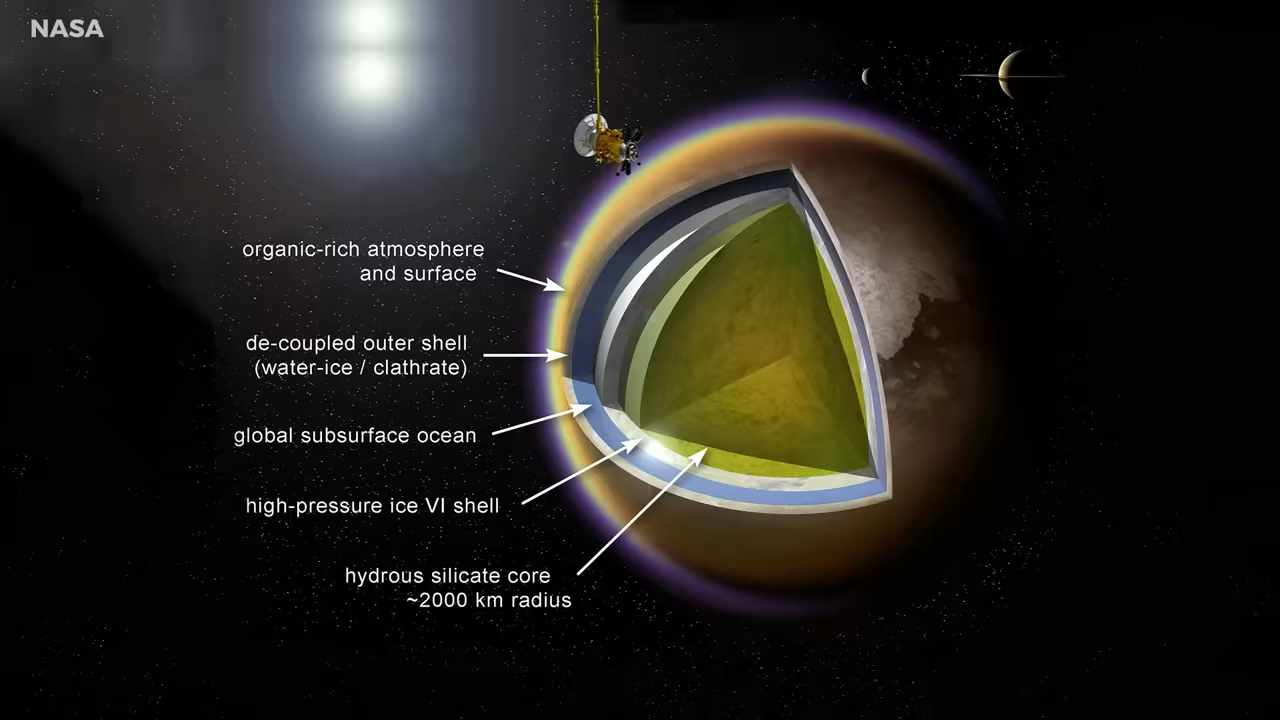 NASA
organic-rich atmosphere
and surface
de-coupled outer shell
(water-ice / clathrate)
global subsurface ocean
high-pressure ice VI shell
hydrous silicate core
~2000 km radius